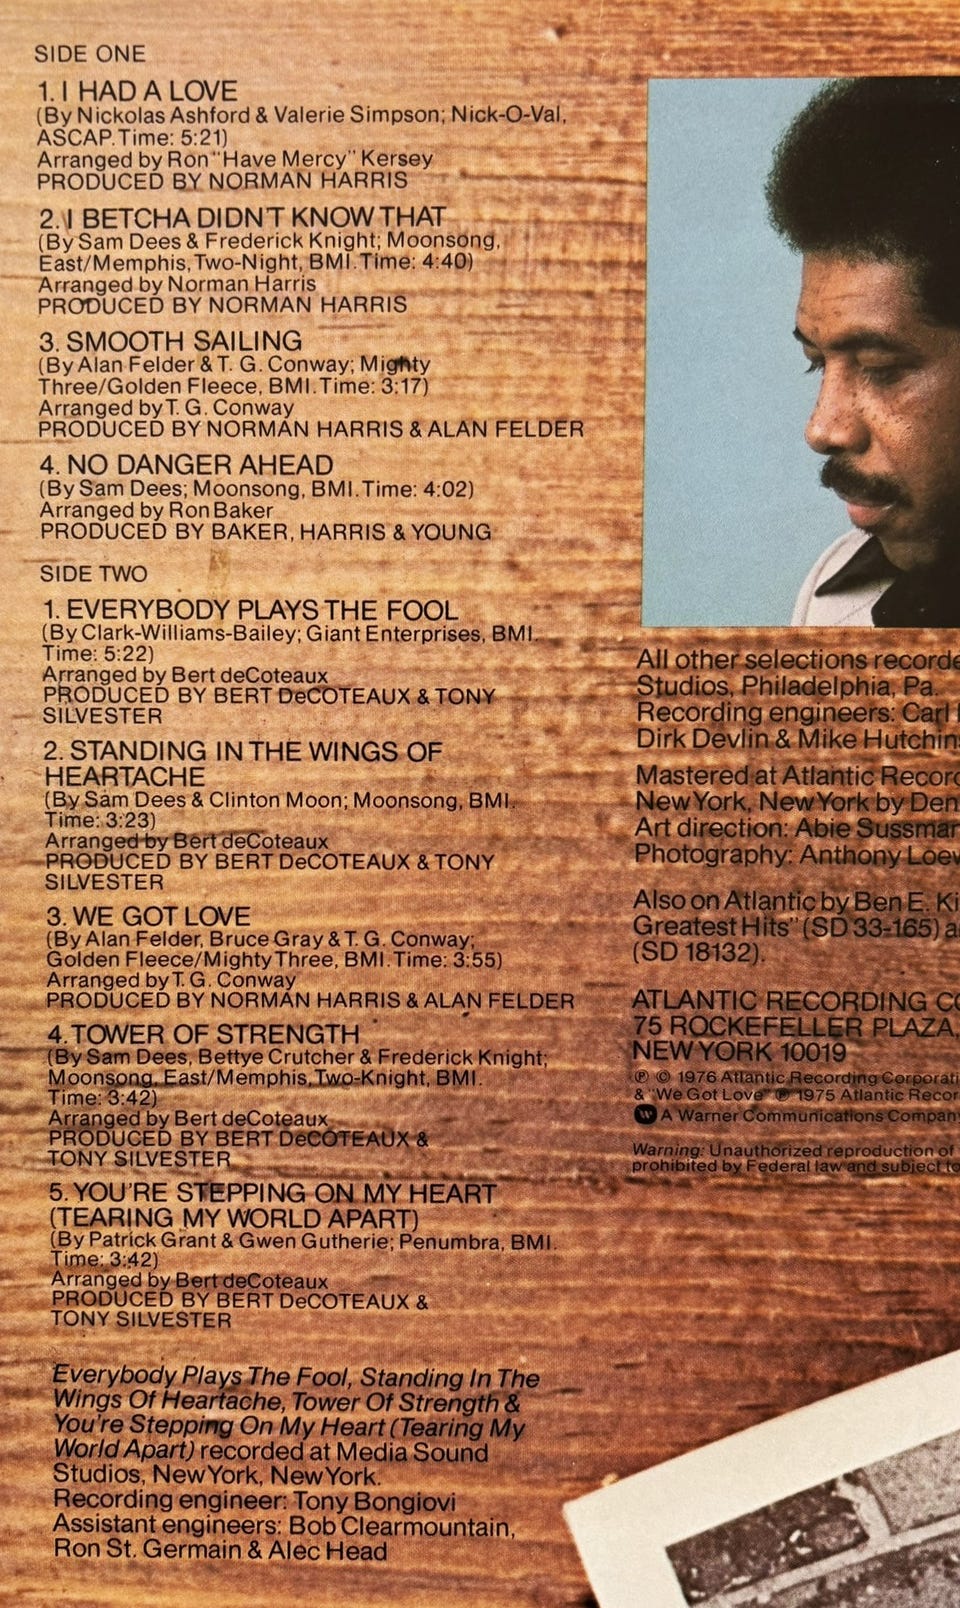 SIDE ONE
1. I HAD A LOVE
(By Nickolas Ashford & Valerie Simpson; Nick-O-Val,
ASCAP. Time: 5:21)
Arranged by Ron "Have Mercy" Kersey
PRODUCED BY NORMAN HARRIS
2. I BETCHA DIDN'T KNOW THAT
(By Sam Dees & Frederick Knight; Moonsong,
East/Memphis, Two-Night, BMI. Time: 4:40)
Arranged by Norman Harris
PRODUCED BY NORMAN HARRIS
3. SMOOTH SAILING
(By Alan Felder & T. G. Conway; Mighty
Three/Golden Fleece, BMI. Time: 3:17)
Arranged by T. G. Conway
PRODUCED BY NORMAN HARRIS & ALAN FELDER
4. NO DANGER AHEAD
(By Sam Dees; Moonsong, BMI. Time: 4:02)
Arranged by Ron Baker
PRODUCED BY BAKER, HARRIS & YOUNG
SIDE TWO
1. EVERYBODY PLAYS THE FOOL
(By Clark-Williams-Bailey; Giant Enterprises, BMI.
Time: 5:22)
Arranged by Bert deCoteaux
PRODUCED BY BERT DeCOTEAUX & TONY
SILVESTER
2. STANDING IN THE WINGS OF
HEARTACHE
(By Sam Dees & Clinton Moon; Moonsong, BMI.
Time: 3:23)
Arranged by Bert deCoteaux
PRODUCED BY BERT DeCOTEAUX & TONY
SILVESTER
3. WE GOT LOVE
(By Alan Felder, Bruce Gray & T. G. Conway;
Golden Fleece/Mighty Three, BMI. Time: 3:55)
Arranged by T. G. Conway
PRODUCED BY NORMAN HARRIS & ALAN FELDER
4. TOWER OF STRENGTH
(By Sam Dees, Bettye Crutcher & Frederick Knight;
Moonsong, East/Memphis, Two-Knight, BMI.
Time: 3:42)
Arranged by Bert deCoteaux
PRODUCED BY BERT DeCOTEAUX &
TONY SILVESTER
5. YOU'RE STEPPING ON MY HEART
(TEARING MY WORLD APART)
(By Patrick Grant & Gwen Gutherie; Penumbra, BMI.
Time: 3:42)
Arranged by Bert deCoteaux
PRODUCED BY BERT DeCOTEAUX &
TONY SILVESTER
Everybody Plays The Fool, Standing In The
Wings Of Heartache, Tower Of Strength &
You're Stepping On My Heart (Tearing My
World Apart) recorded at Media Sound
Studios, New York, New York.
Recording engineer: Tony Bongiovi
Assistant engineers: Bob Clearmountain,
Ron St. Germain & Alec Head
All other selections
Studios, Philadelphia, Pa.
Recording engineers: Carl
Dirk Devlin & Mike
Mastered at Atlantic
New York, New York by
Art direction: Abie
Photography: Anthony
Also on Atlantic by Ben E.
Greatest Hits" (SD 33-165)
(SD 18132).
ATLANTIC RECORDING
75 ROCKEFELLER PLAZA,
NEW YORK 10019
℗ © 1976 Atlantic Recording
& "We Got Love" ℗ 1975 Atlantic
W A Warner Communications Company
Warning: Unauthorized reproduction of
prohibited by Federal law and subject to